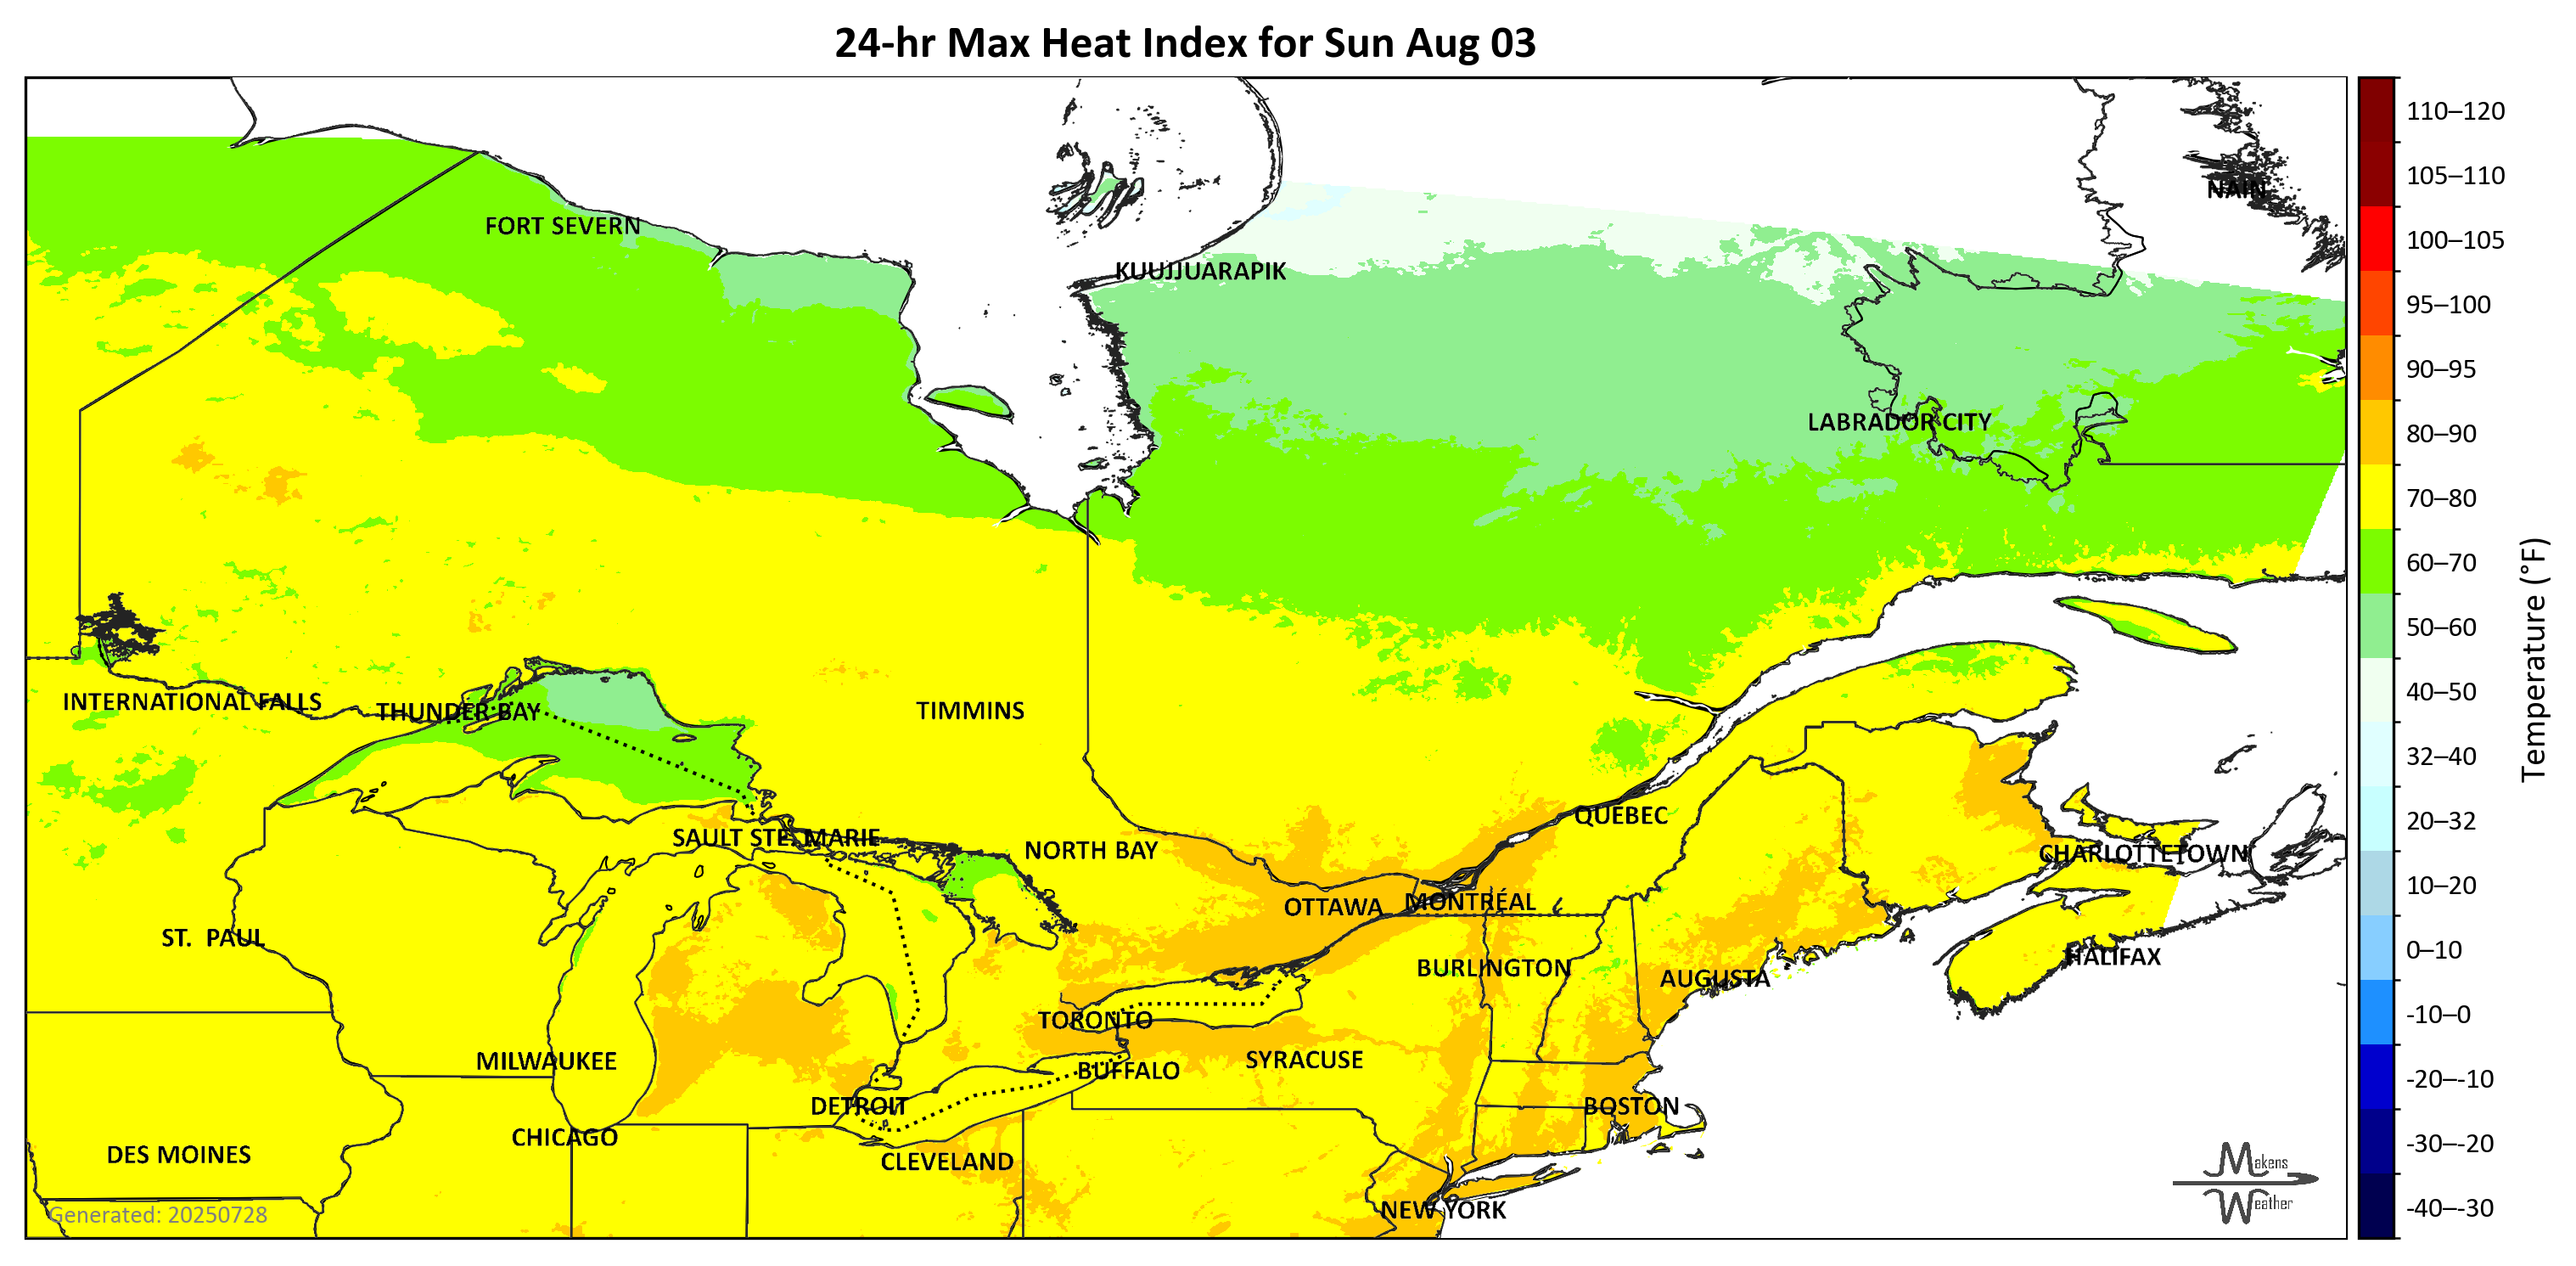 24-hr Max Heat Index for Sun Aug 03
110–120
NAIN
105–110
FORT SEVERN
100–105
KUUJJUARAPIK
95–100
90–95
LABRADOR CITY
80–90
70–80
60–70
Temperature (°F)
50–60
40–50
INTERNATIONAL FALLS
THUNDER BAY
TIMMINS
32–40
QUEBEC
20–32
SAULT STE. MARIE
NORTH BAY
CHARLOTTETOWN
10–20
OTTAWA
MONTRÉAL
ST. PAUL
0–10
HALIFAX
BURLINGTON
AUGUSTA
-10–0
TORONTO
MILWAUKEE
SYRACUSE
BUFFALO
-20–-10
DETROIT
BOSTON
CHICAGO
-30–-20
DES MOINES
CLEVELAND
Makens
Weather
-40–-30
NEW YORK
Generated: 20250728